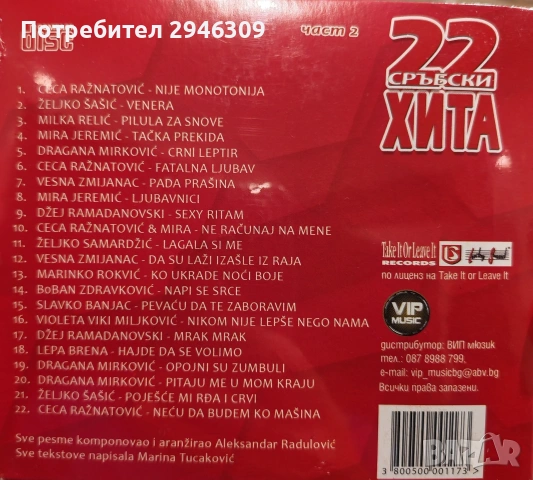 Потребител 2946309
DISC
част 2
22
СРЪБСКИ
ХИТА
1. CECA RAŽNATOVIĆ - NIJE MONOTONIJA
2. ŽELJKO ŠAŠIĆ - VENERA
3. MILKA RELIĆ - PILULA ZA SNOVE
4. MIRA JEREMIĆ - TAČKA PREKIDA
5. DRAGANA MIRKOVIĆ - CRNI LEPTIR
6. CECA RAŽNATOVIĆ - FATALNA LJUBAV
7. VESNA ZMIJANAC - PADA PRAŠINA
8. MIRA JEREMIĆ - LJUBAVNICI
9. DŽEJ RAMADANOVSKI - SEXY RITAM
10. CECA RAŽNATOVIĆ & MIRA - NE RAČUNAJ NA MENE
11. ŽELJKO SAMARDŽIĆ - LAGALA SI ME
12. VESNA ZMIJANAC - DA SU LAŽI IZAŠLE IZ RAJA
13. MARINKO ROKVIĆ - KO UKRADE NOĆI BOJE
14. BoBAN ZDRAVKOVIĆ - NAPI SE SRCE
15. SLAVKO BANJAC - PEVAĆU DA TE ZABORAVIM
16. VIOLETA VIKI MILJKOVIĆ - NIKOM NIJE LEPŠE NEGO NAMA
17. DŽEJ RAMADANOVSKI - MRAK MRAK
18. LEPA BRENA - HAJDE DA SE VOLIMO
19. DRAGANA MIRKOVIĆ - OPOJNI SU ZUMBULI
20. DRAGANA MIRKOVIĆ - PITAJU ME U MOM KRAJU
21. ŽELJKO ŠAŠIĆ - POJEŠĆE MI RĐA I CRVI
22. CECA RAŽNATOVIĆ - NEĆU DA BUDEM KO MAŠINA
Sve pesme komponovao i aranžirao Aleksandar Radulović
Sve tekstove napisala Marina Tucaković
Take It Or Leave It
RECORDS
по лиценз на Take It or Leave It
VIP
MUSIC
дистрибутор: ВИП мюзик
тел.: 087 8988 799,
e-mail: vip_musicbg@abv.bg
Всички права запазени.
3 800500 001173 5
BAZAR